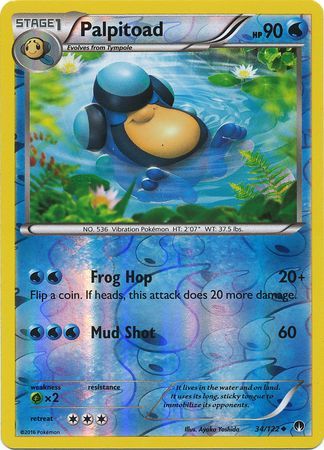 STAGE1
Palpitoad
HP 90
Evolves from Tympole
NO. 536 Vibration Pokémon HT: 2'07" WT: 37.5 lbs.
Frog Hop 20+
Flip a coin. If heads, this attack does 20 more damage.
Mud Shot 60
weakness resistance
×2
retreat
It lives in the water and on land.
It uses its long, sticky tongue to
immobilize its opponents.
©2016 Pokémon
Illus. Ayaka Yoshida
34/122